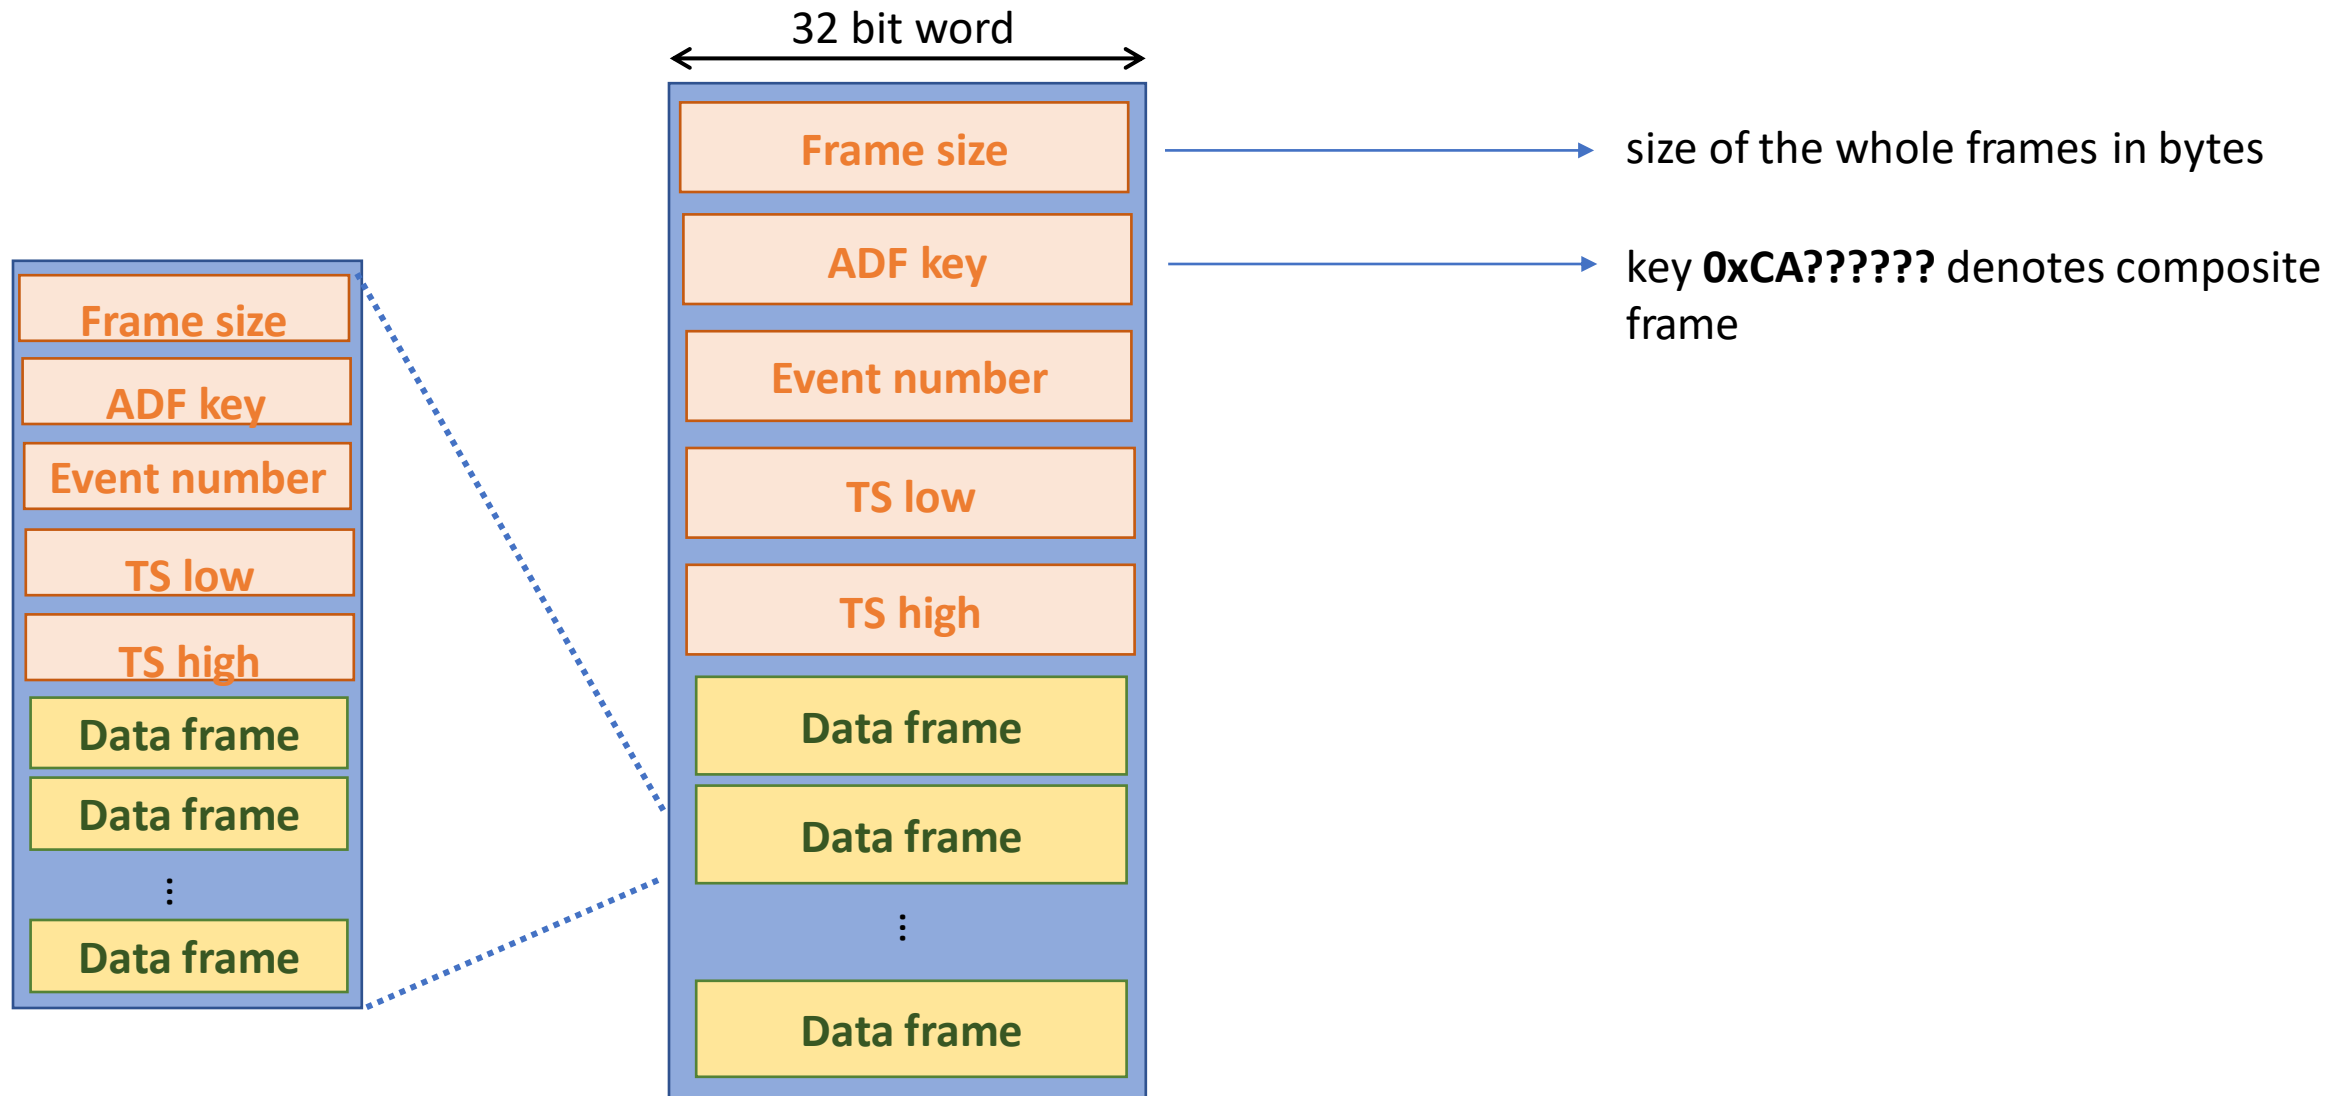 32 bit word
Frame size
size of the whole frames in bytes
ADF key
key 0xCA?????? denotes composite
frame
Event number
TS low
TS high
Data frame
Data frame
...
Data frame
Frame size
ADF key
Event number
TS low
TS high
Data frame
Data frame
...
Data frame